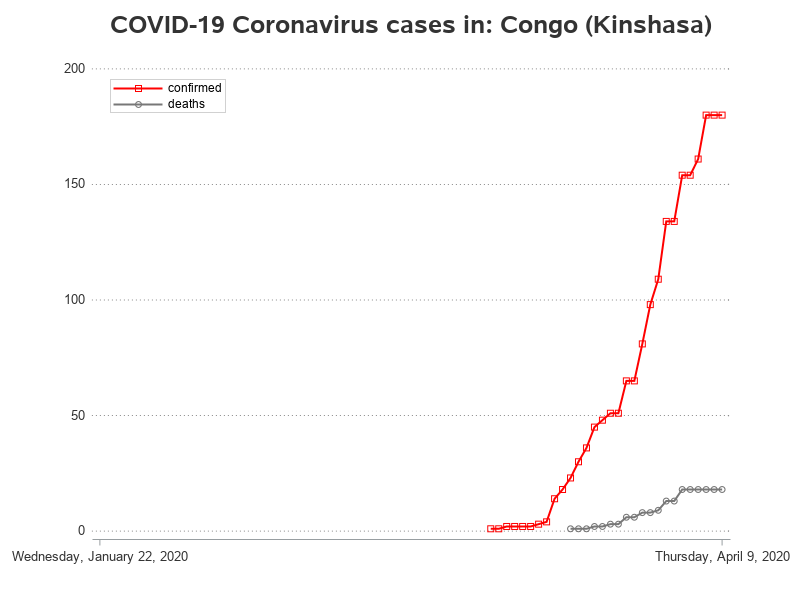 COVID-19 Coronavirus cases in: Congo (Kinshasa)
200
confirmed
deaths
150
100
50
0
Wednesday, January 22, 2020
Thursday, April 9, 2020